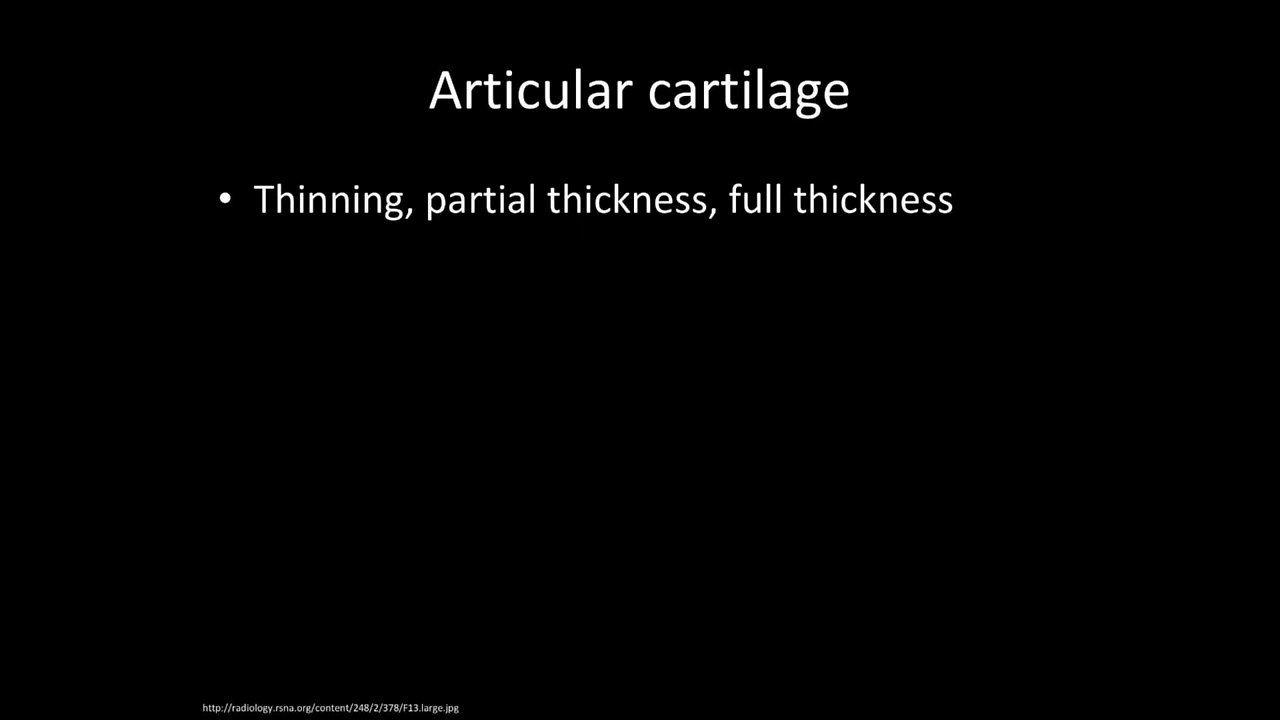 Articular cartilage
• Thinning, partial thickness, full thickness
http://radiology.rsna.org/content/248/2/378/F13.large.jpg